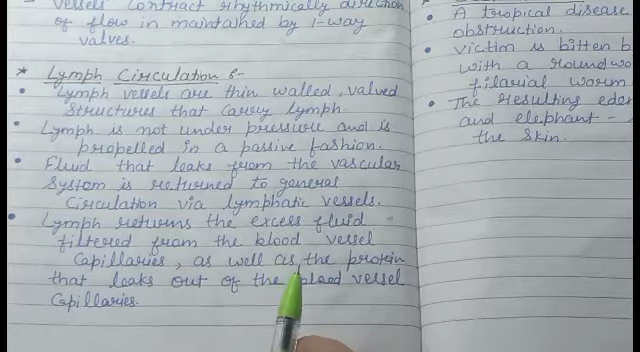 vessels contract rhythmically direction
of flow in maintained by 1-way
valves.
* Lymph Circulation :-
• Lymph vessels are thin walled, valved
structures that carry lymph.
• Lymph is not under pressure and is
propelled in a passive fashion.
• Fluid that leaks from the vascular
system is returned to general
Circulation via lymphatic vessels.
• Lymph returns the excess fluid
filtered from the blood vessel
Capillaries, as well as the protein
that leaks out of the blood vessel
Capillaries.
• A tropical disease
obstruction.
• Victim is bitten b
with a roundwo
filarial worm
• The resulting ede
and elephant-
the skin.